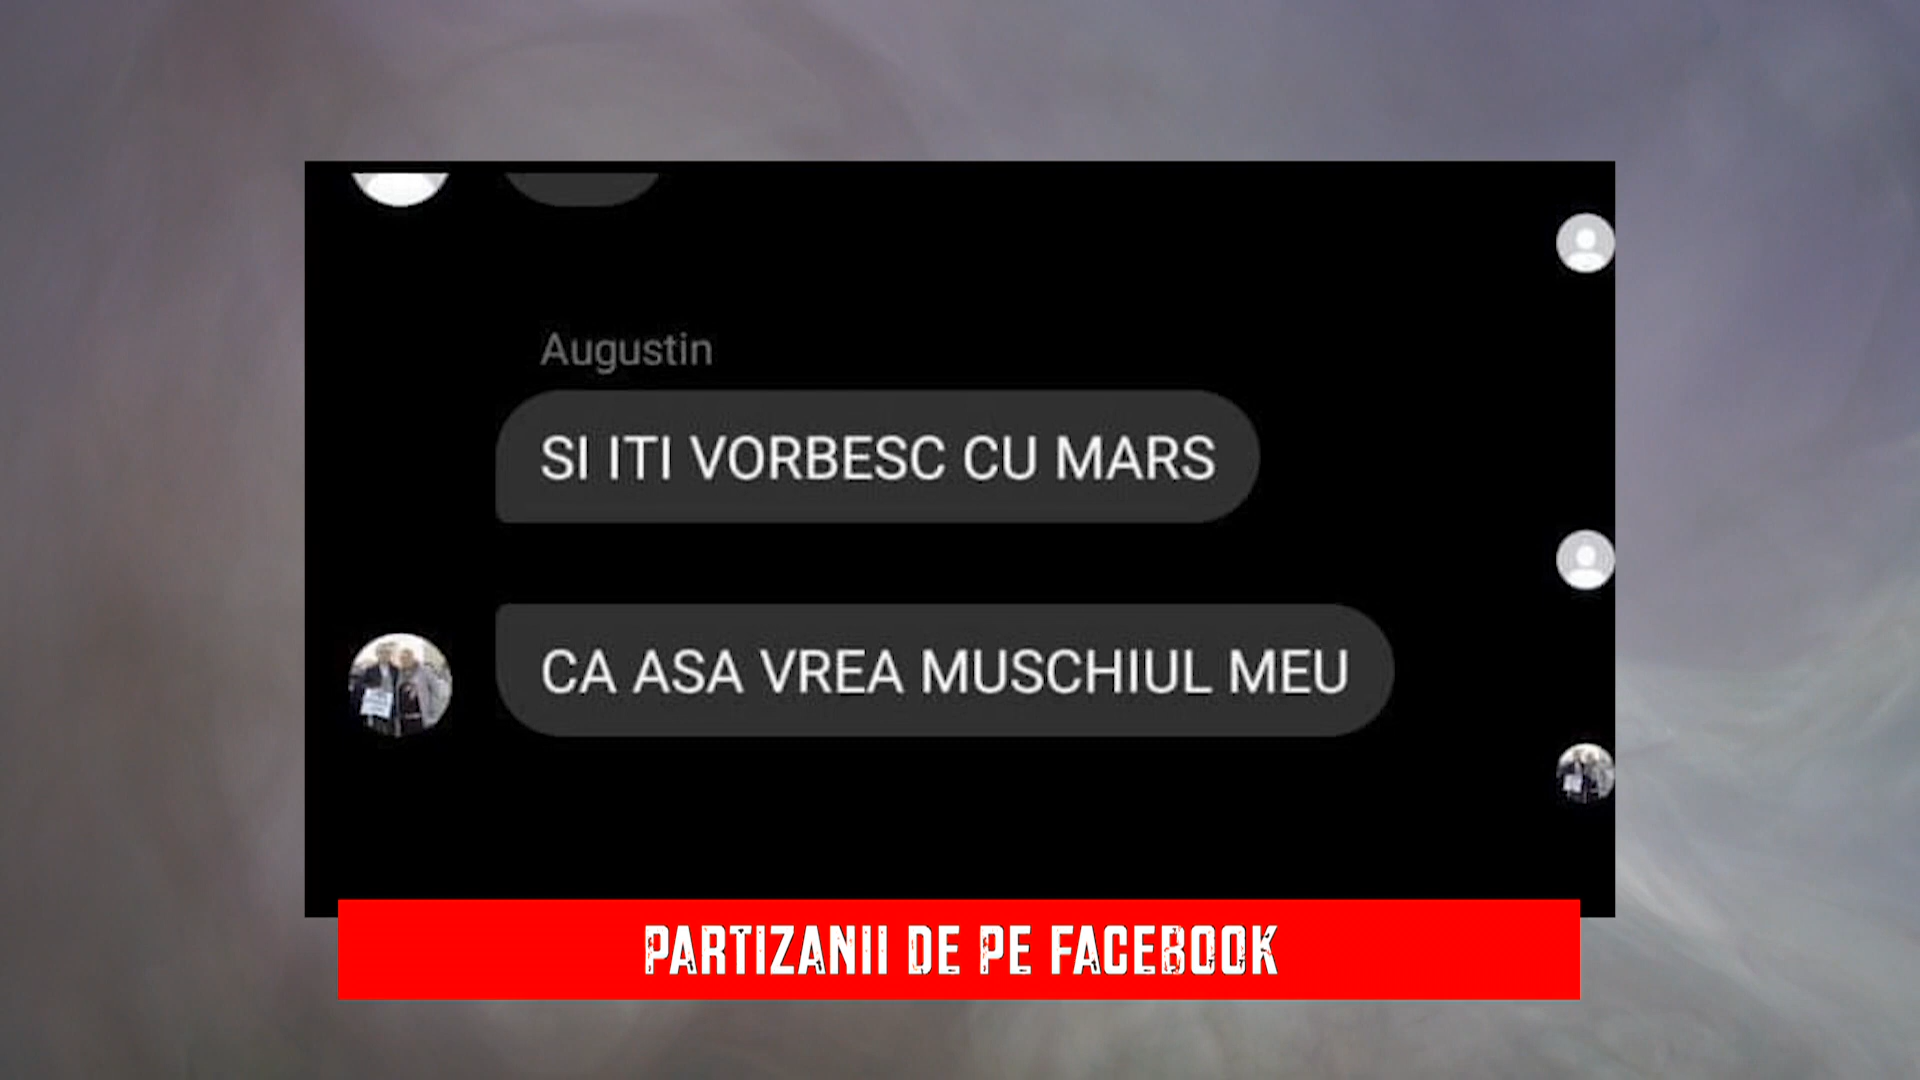 Augustin
SI ITI VORBESC CU MARS
CA ASA VREA MUSCHIUL MEU
PARTIZANII DE PE FACEBOOK